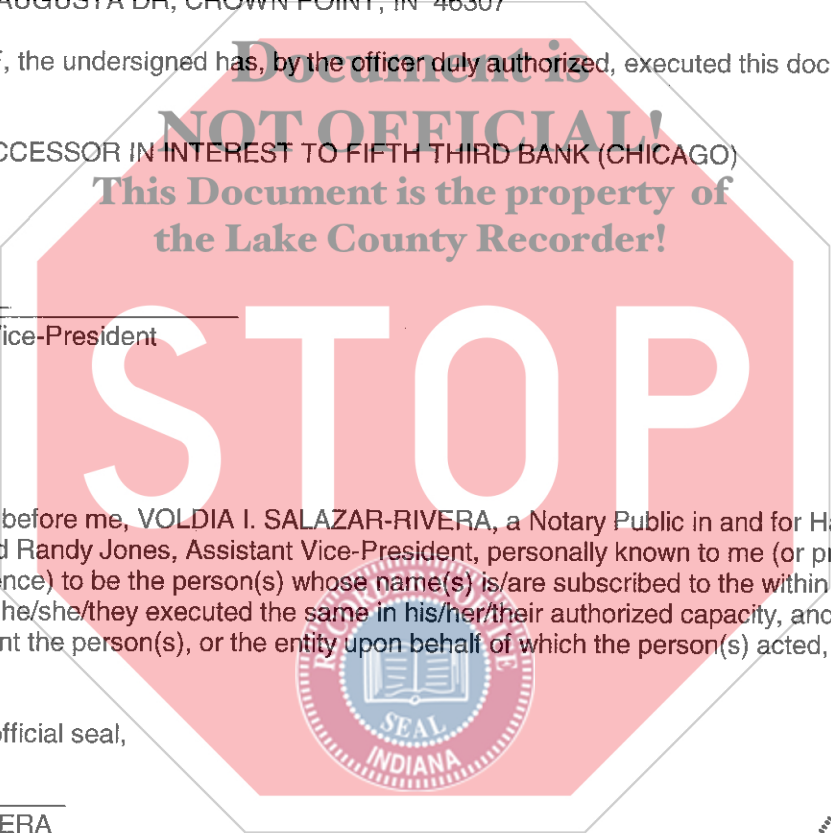 AUGUSTA DR, CROWN POINT, IN 46307
Document is
F, the undersigned has, by the officer duly authorized, executed this doc
NOT OFFICIAL!
CCESSOR IN INTEREST TO FIFTH THIRD BANK (CHICAGO)
This Document is the property of
the Lake County Recorder!
ice-President
STOP
before me, VOLDIA I. SALAZAR-RIVERA, a Notary Public in and for Ha
d Randy Jones, Assistant Vice-President, personally known to me (or pr
nce) to be the person(s) whose name(s) is/are subscribed to the within
he/she/they executed the same in his/her/their authorized capacity, and
nt the person(s), or the entity upon behalf of which the person(s) acted,
SEAL
INDIANA
fficial seal,
ERA